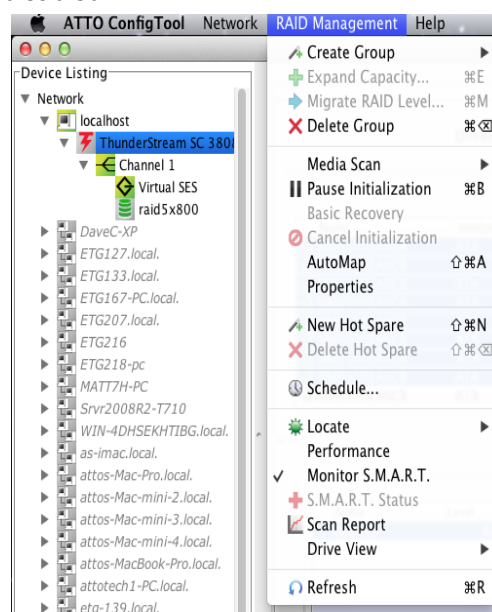 ATTO ConfigTool Network RAID Management Help
Device Listing
Network
localhost
ThunderStream SC 3808
Channel 1
Virtual SES
raid5x800
DaveC-XP
ETG127.local.
ETG133.local.
ETG167-PC.local.
ETG207.local.
ETG216
ETG218-pc
MATT7H-PC
Srvr2008R2-T710
WIN-4DHSEKHTIBG.local.
as-imac.local.
attos-Mac-Pro.local.
attos-Mac-mini-2.local.
attos-Mac-mini-3.local.
attos-Mac-mini-4.local.
attos-MacBook-Pro.local.
attotech1-PC.local.
etg-139.local.
Create Group
Expand Capacity... ⌘E
Migrate RAID Level... ⌘M
Delete Group ⌘⌫
Media Scan
Pause Initialization ⌘B
Basic Recovery
Cancel Initialization
AutoMap ⇧⌘A
Properties
New Hot Spare ⇧⌘N
Delete Hot Spare ⇧⌘⌫
Schedule...
Locate
Performance
✓ Monitor S.M.A.R.T.
S.M.A.R.T. Status
Scan Report
Drive View
Refresh ⌘R